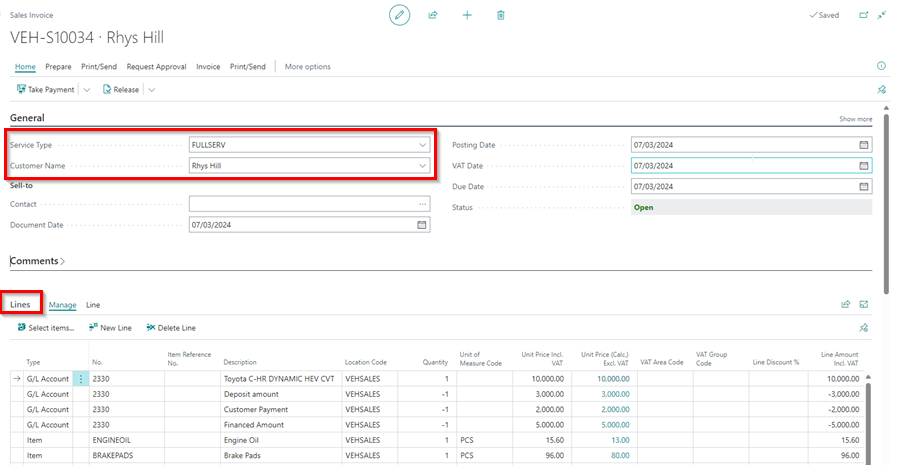 Sales Invoice
Saved
VEH-S10034 · Rhys Hill
Home Prepare Print/Send Request Approval Invoice Print/Send More options
Take Payment Release
General Show more
Service Type FULLSERV
Customer Name Rhys Hill
Sell-to
Contact
Document Date 07/03/2024
Posting Date 07/03/2024
VAT Date 07/03/2024
Due Date 07/03/2024
Status Open
Comments
Lines Manage Line
Select items... New Line Delete Line
Type No. Item Reference No. Description Location Code Quantity Unit of Measure Code Unit Price Incl. VAT Unit Price (Calc.) Excl. VAT VAT Area Code VAT Group Code Line Discount % Line Amount Incl. VAT
G/L Account 2330 Toyota C-HR DYNAMIC HEV CVT VEHSALES 1 10,000.00 10,000.00 10,000.00
G/L Account 2330 Deposit amount VEHSALES -1 3,000.00 3,000.00 -3,000.00
G/L Account 2330 Customer Payment VEHSALES -1 2,000.00 2,000.00 -2,000.00
G/L Account 2330 Financed Amount VEHSALES -1 5,000.00 5,000.00 -5,000.00
Item ENGINEOIL Engine Oil VEHSALES 1 PCS 15.60 13.00 15.60
Item BRAKEPADS Brake Pads VEHSALES 1 PCS 96.00 80.00 96.00